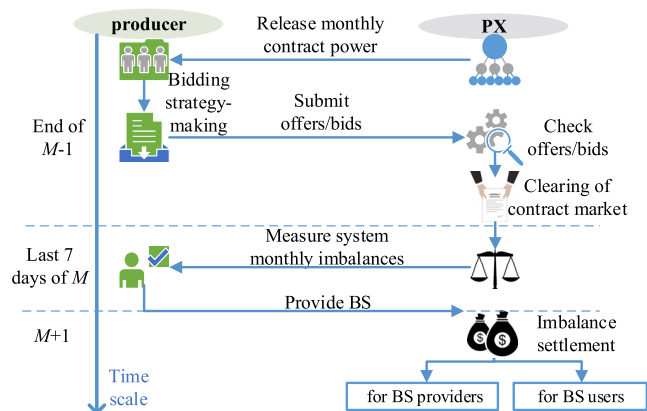 producer
PX
Release monthly
contract power
Bidding
strategy-
making
Submit
offers/bids
End of
M-1
Check
offers/bids
Clearing of
contract market
Measure system
monthly imbalances
Last 7
days of M
Provide BS
M+1
Imbalance
settlement
$
$
Time
scale
for BS providers
for BS users